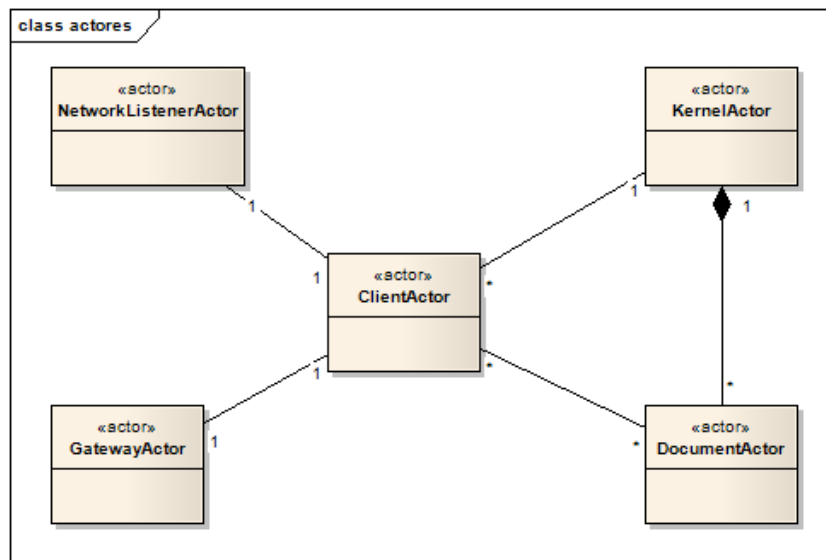 class actores
«actor»
NetworkListenerActor
«actor»
KernelActor
1
1
1
1
«actor»
ClientActor
*
1
1
*
*
*
«actor»
GatewayActor
«actor»
DocumentActor